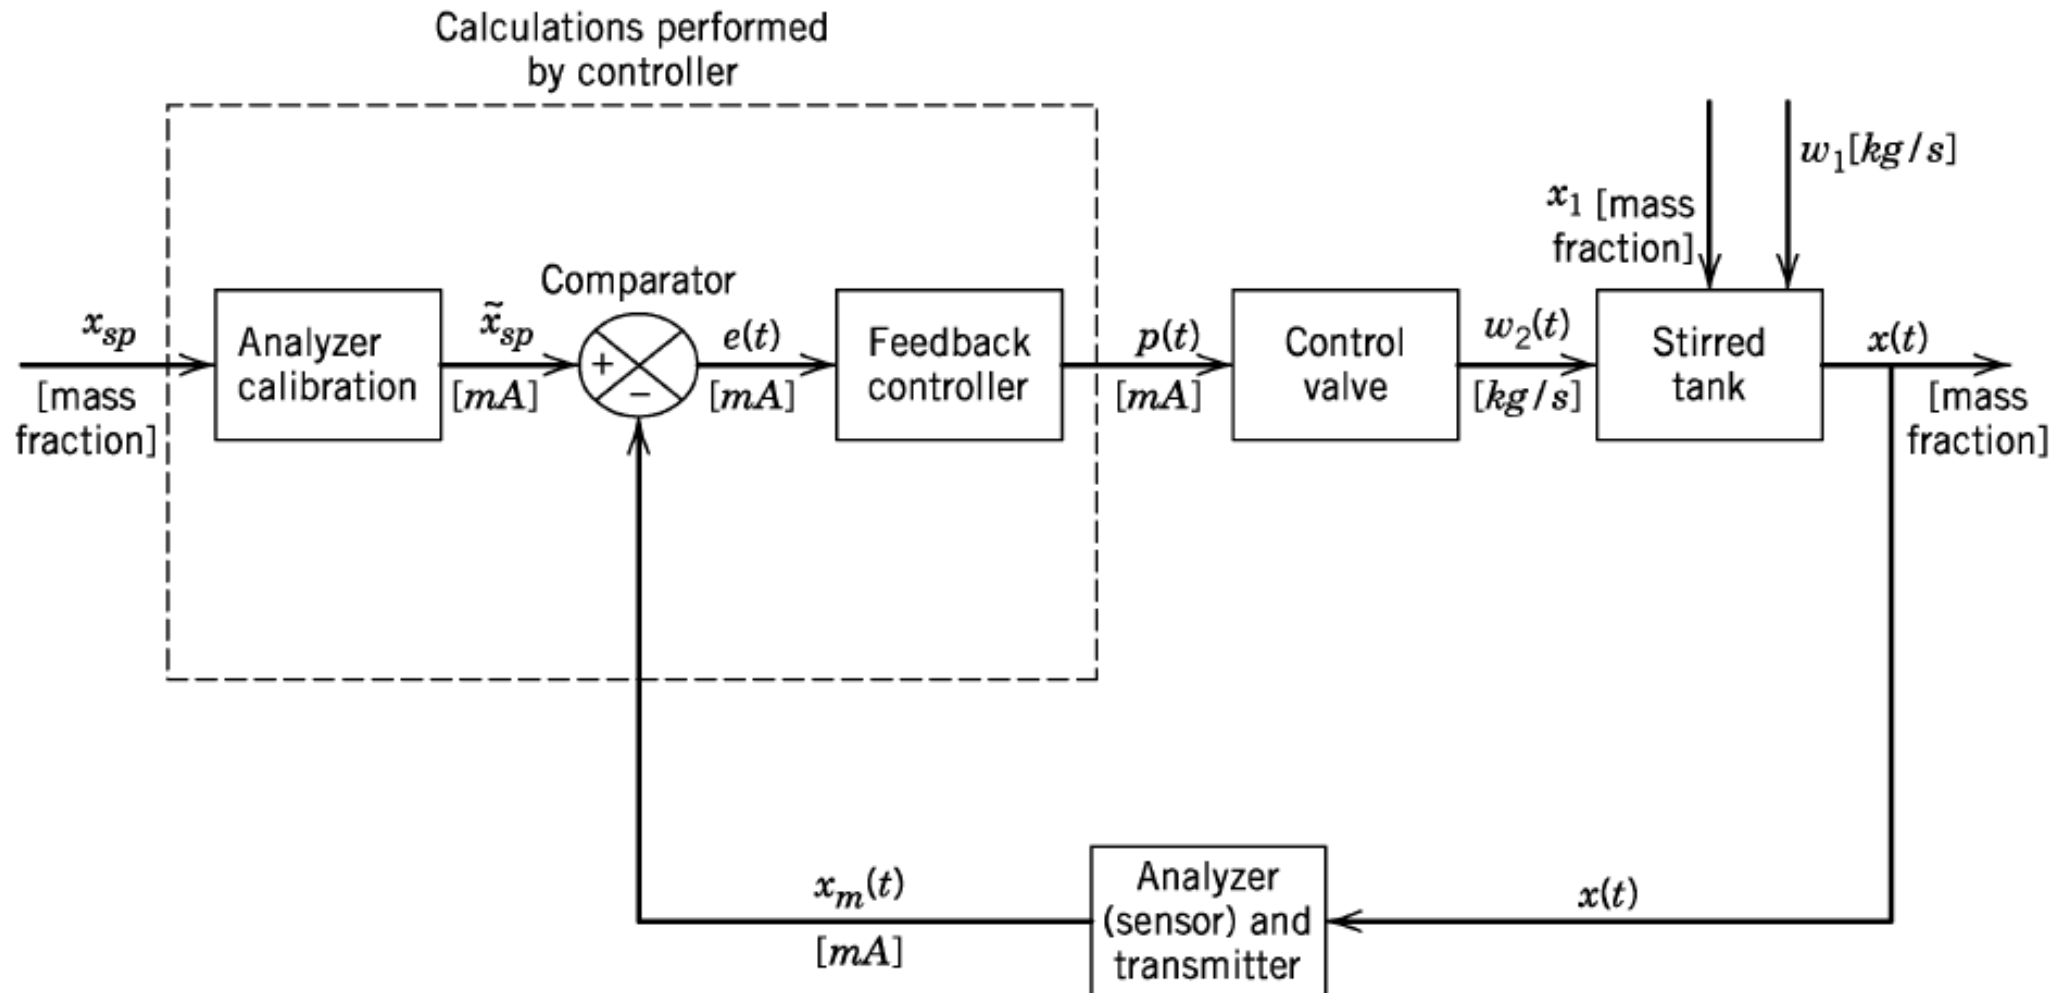 Calculations performed
by controller
w₁[kg/s]
x₁ [mass
fraction]
Comparator
x_sp
[mass
fraction]
Analyzer
calibration
x̃_sp
[mA]
+
−
e(t)
[mA]
Feedback
controller
p(t)
[mA]
Control
valve
w₂(t)
[kg/s]
Stirred
tank
x(t)
[mass
fraction]
x_m(t)
[mA]
Analyzer
(sensor) and
transmitter
x(t)